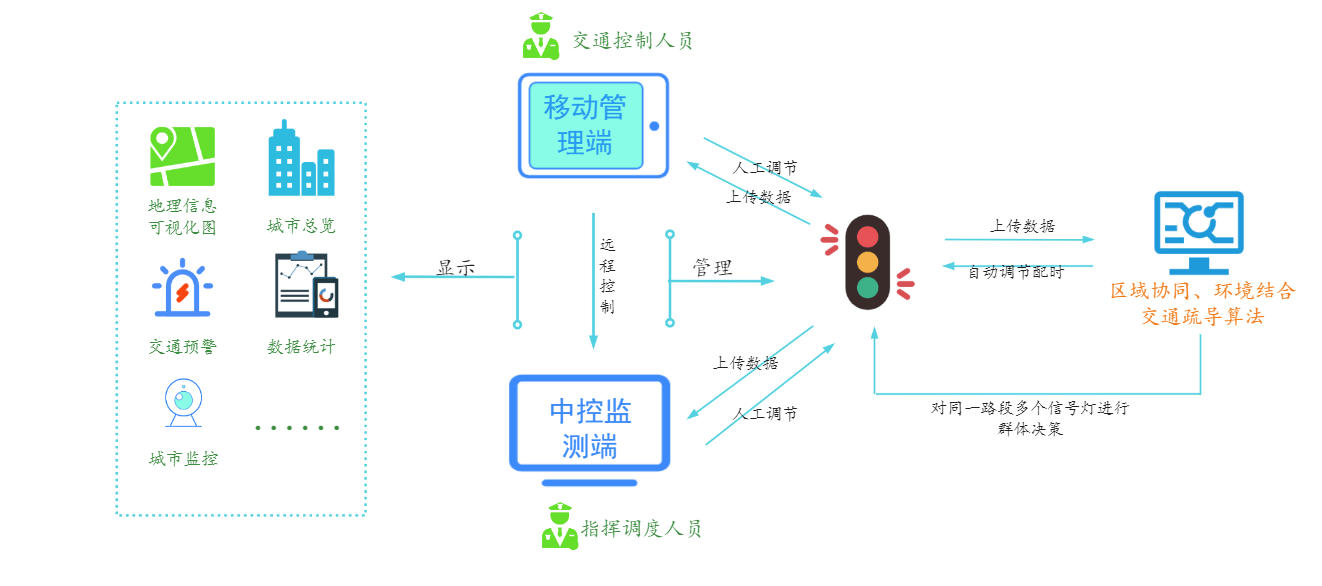 交通控制人员
移动管
理端
人工调节
上传数据
地理信息
可视化图
城市总览
交通预警
数据统计
城市监控
......
显示
远
程
控
制
管理
上传数据
自动调节配时
区域协同、环境结合
交通疏导算法
上传数据
人工调节
对同一路段多个信号灯进行
群体决策
中控监
测端
指挥调度人员